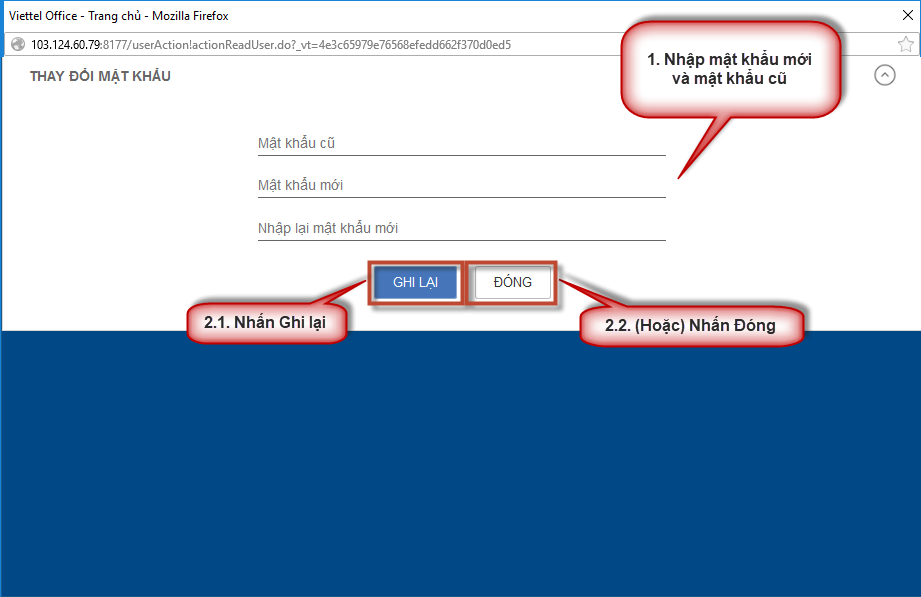 Viettel Office - Trang chủ - Mozilla Firefox
103.124.60.79:8177/userAction!actionReadUser.do?_vt=4e3c65979e76568efedd662f370d0ed5
THAY ĐỔI MẬT KHẨU
1. Nhập mật khẩu mới
và mật khẩu cũ
Mật khẩu cũ
Mật khẩu mới
Nhập lại mật khẩu mới
GHI LẠI
ĐÓNG
2.1. Nhấn Ghi lại
2.2. (Hoặc) Nhấn Đóng